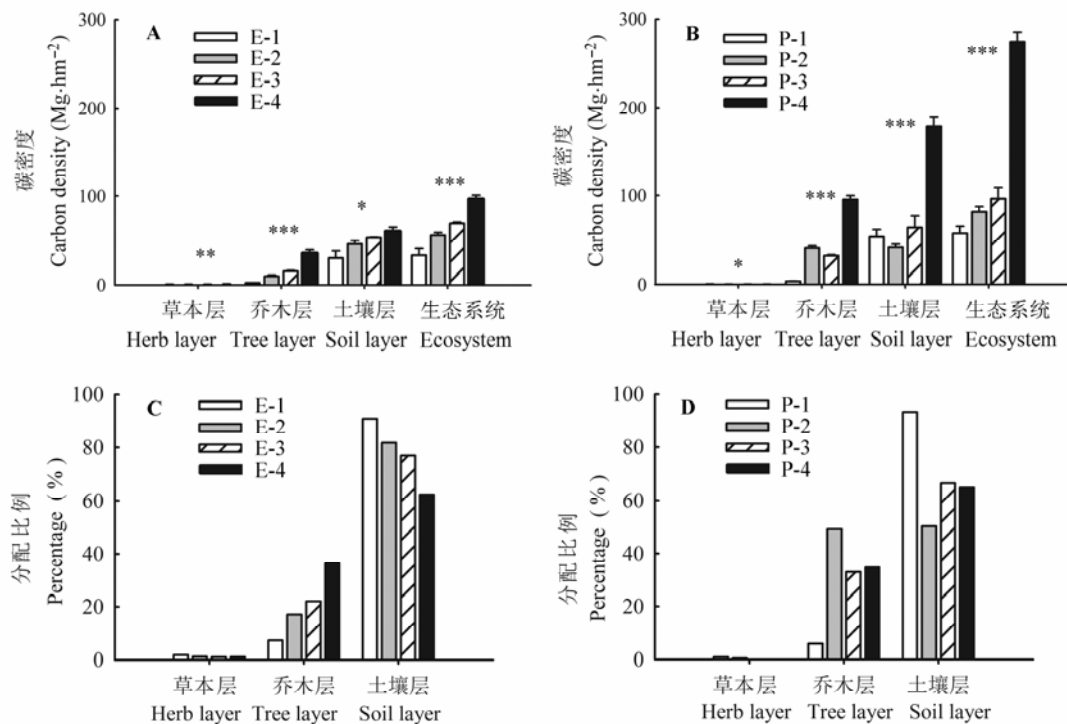 A
E-1
E-2
E-3
E-4
300
200
100
0
碳密度
Carbon density (Mg·hm⁻²)
**
***
*
***
草本层 乔木层 土壤层 生态系统
Herb layer Tree layer Soil layer Ecosystem
B
P-1
P-2
P-3
P-4
300
200
100
0
碳密度
Carbon density (Mg·hm⁻²)
*
***
***
***
草本层 乔木层 土壤层 生态系统
Herb layer Tree layer Soil layer Ecosystem
C
E-1
E-2
E-3
E-4
100
80
60
40
20
0
分配比例
Percentage (%)
草本层 乔木层 土壤层
Herb layer Tree layer Soil layer
D
P-1
P-2
P-3
P-4
100
80
60
40
20
0
分配比例
Percentage (%)
草本层 乔木层 土壤层
Herb layer Tree layer Soil layer